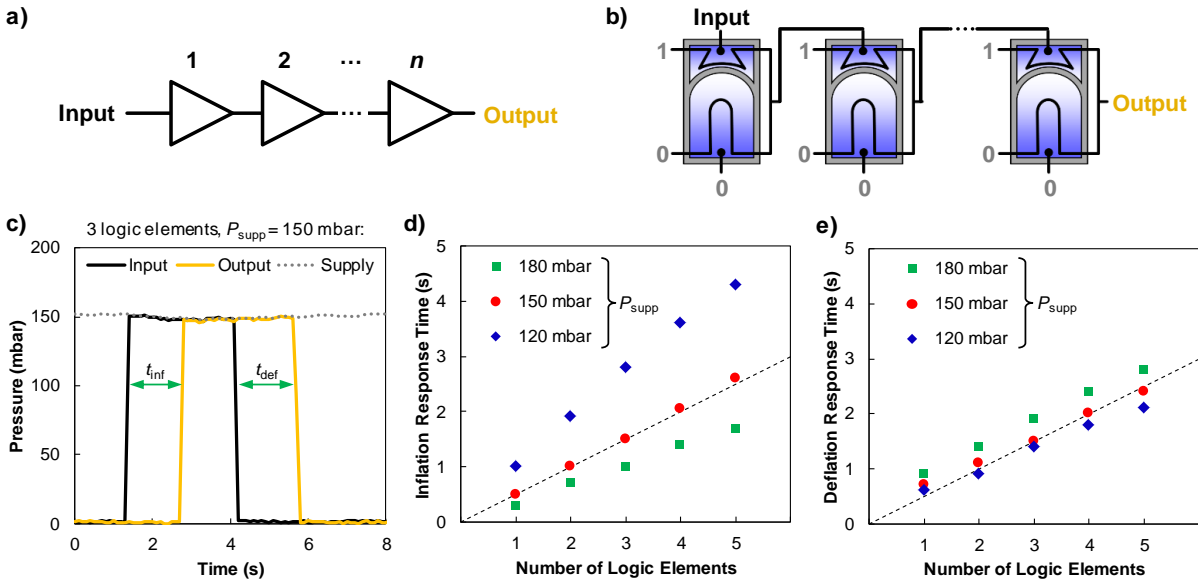 a)
1 2 ... n
Input
Output
b)
Input
1 1 1
Output
0 0 0
0 0 0
c)
3 logic elements, Psupp = 150 mbar:
Input Output Supply
200
150
100
50
0
Pressure (mbar)
tinf
tdef
0 2 4 6 8
Time (s)
d)
5
4
3
2
1
0
Inflation Response Time (s)
180 mbar
150 mbar
120 mbar
Psupp
1 2 3 4 5
Number of Logic Elements
e)
5
4
3
2
1
0
Deflation Response Time (s)
180 mbar
150 mbar
120 mbar
Psupp
1 2 3 4 5
Number of Logic Elements